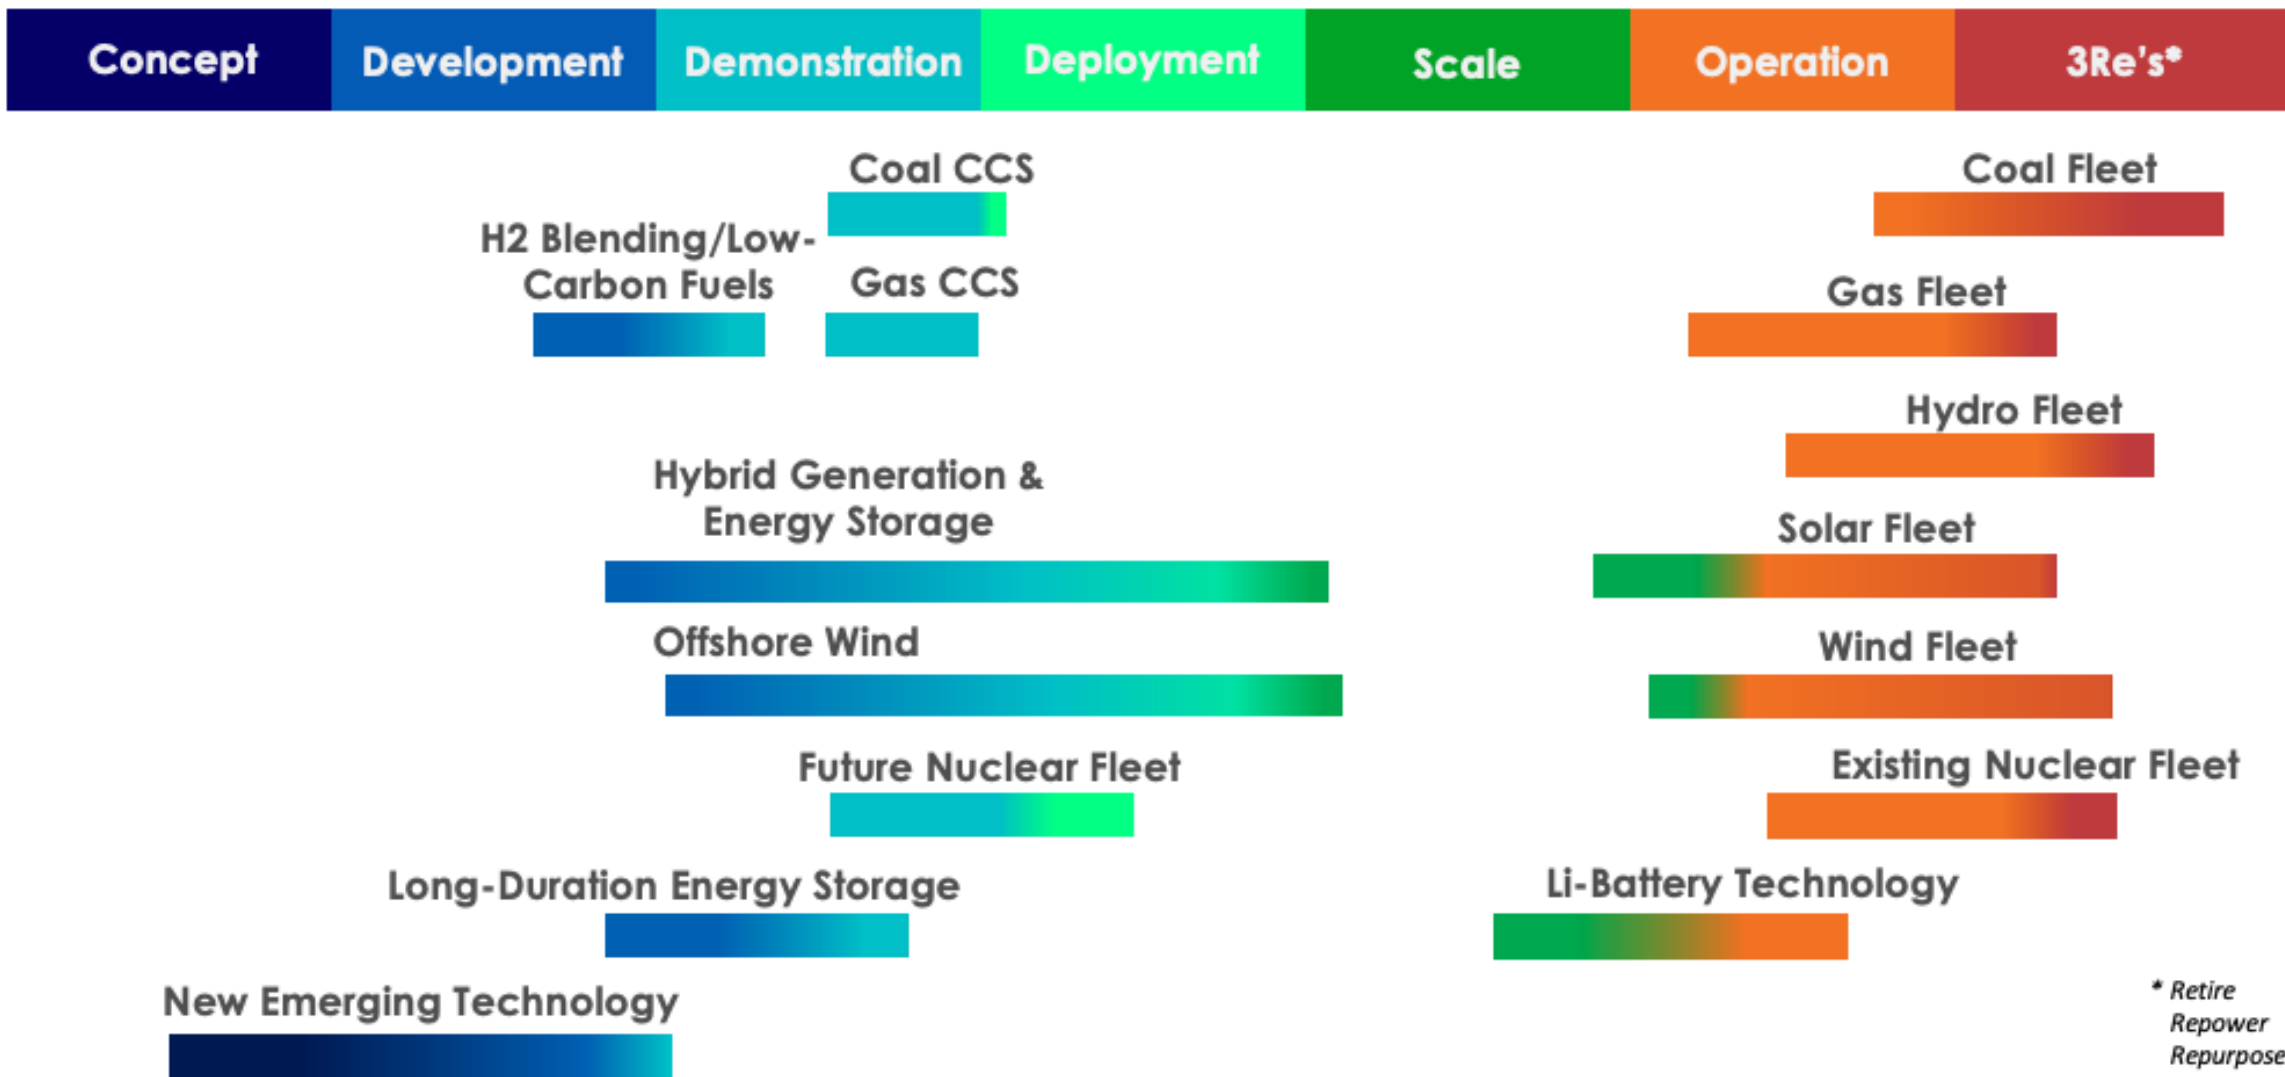 Concept
Development
Demonstration
Deployment
Scale
Operation
3Re's*
Coal CCS
Coal Fleet
H2 Blending/Low-
Carbon Fuels
Gas CCS
Gas Fleet
Hydro Fleet
Hybrid Generation &
Energy Storage
Solar Fleet
Offshore Wind
Wind Fleet
Future Nuclear Fleet
Existing Nuclear Fleet
Long-Duration Energy Storage
Li-Battery Technology
New Emerging Technology
* Retire
Repower
Repurpose